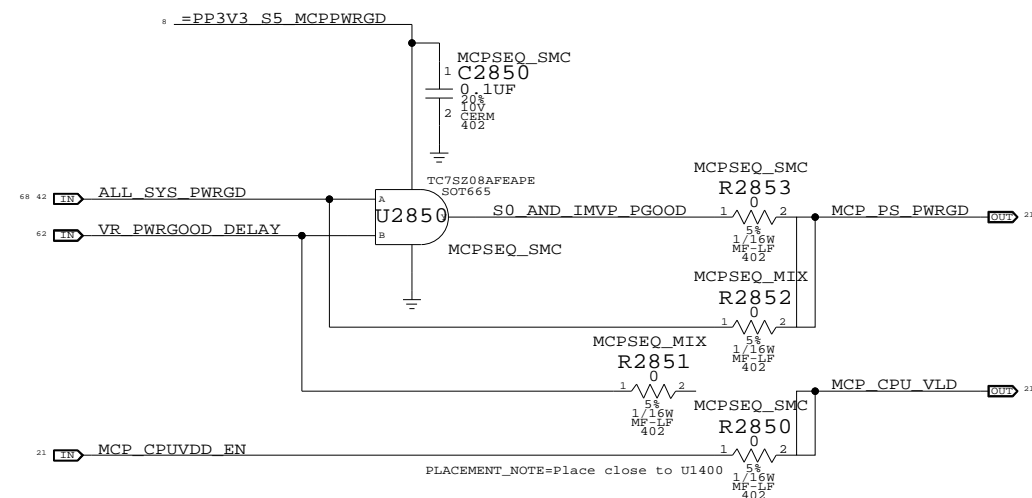 8 =PP3V3_S5_MCPPWRGD
MCPSEQ_SMC
1 C2850
0.1UF
20%
10V
2 CERM
402
TC7SZ08AFEAPE
SOT665
68 42 IN ALL_SYS_PWRGD
A
U2850
Y
S0_AND_IMVP_PGOOD
MCPSEQ_SMC
R2853
0
1 2
5%
1/16W
MF-LF
402
MCP_PS_PWRGD
OUT 21
62 IN VR_PWRGOOD_DELAY
B
MCPSEQ_SMC
MCPSEQ_MIX
R2852
0
1 2
5%
1/16W
MF-LF
402
MCPSEQ_MIX
R2851
0
1 2
5%
1/16W
MF-LF
402
MCP_CPU_VLD
OUT 21
MCPSEQ_SMC
R2850
0
21 IN MCP_CPUVDD_EN
1 2
PLACEMENT_NOTE=Place close to U1400
5%
1/16W
MF-LF
402